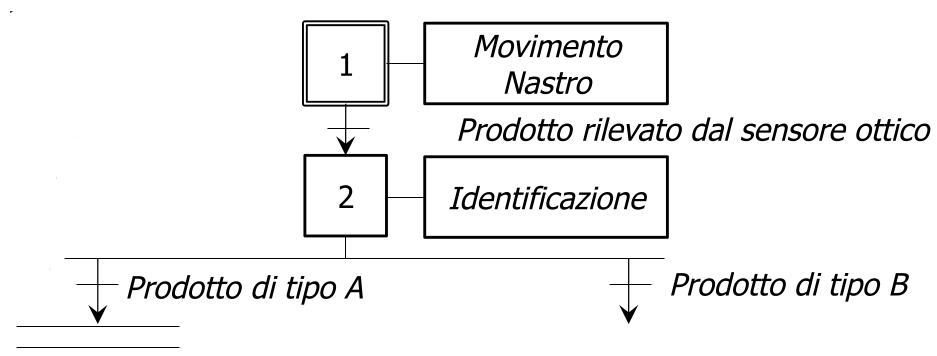 1
Movimento
Nastro
Prodotto rilevato dal sensore ottico
2
Identificazione
Prodotto di tipo A
Prodotto di tipo B